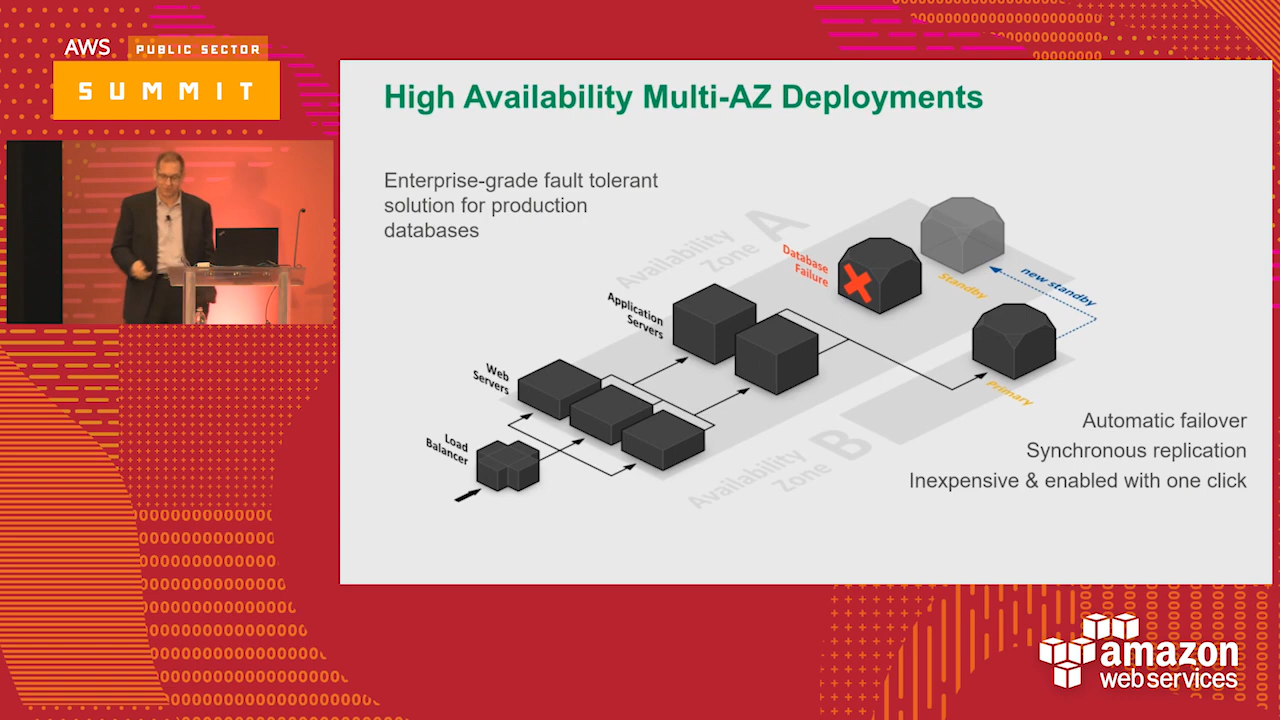 AWS PUBLIC SECTOR
SUMMIT
High Availability Multi-AZ Deployments
Enterprise-grade fault tolerant
solution for production
databases
Availability
Zone A
Database
Failure
Standby
new standby
Application
Servers
Primary
Web
Servers
Load
Balancer
Availability
Zone B
Automatic failover
Synchronous replication
Inexpensive & enabled with one click
amazon
web services